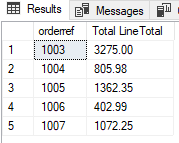 Results Messages
orderref Total LineTotal
1 1003 3275.00
2 1004 805.98
3 1005 1362.35
4 1006 402.99
5 1007 1072.25